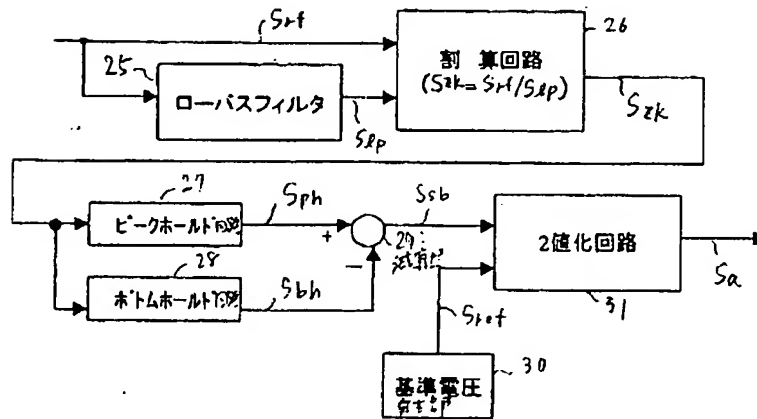 Srf
26
25
割算回路
(Szk=Srf/Slp)
ローパスフィルタ
Slp
Szk
27
ピークホールド回路
Sph
+
Ssb
29:
減算器
2値化回路
28
ボトムホールド回路
Sbh
−
Sa
31
Sref
30
基準電圧